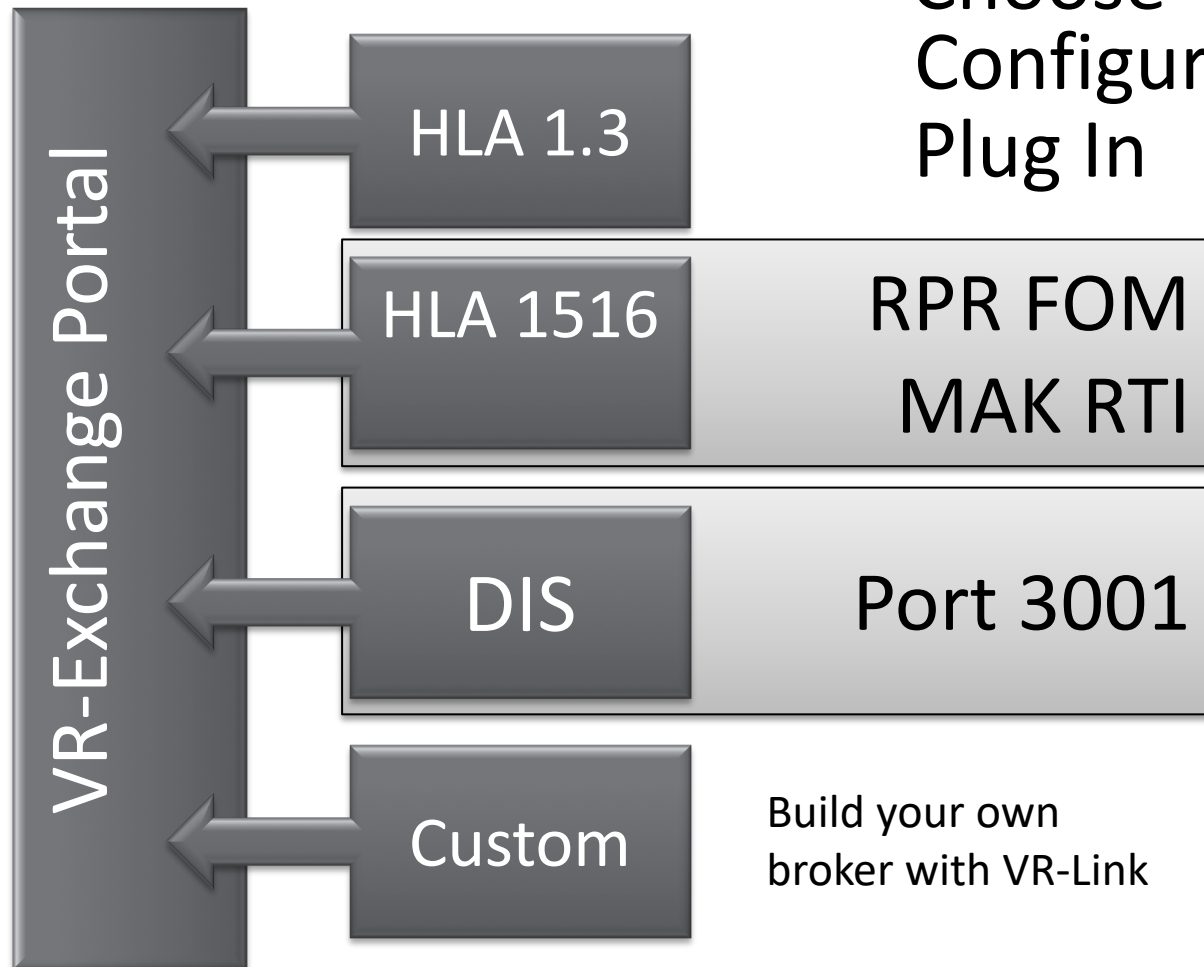 Choose
Configur
Plug In
VR-Exchange Portal
HLA 1.3
HLA 1516
RPR FOM
MAK RTI
DIS
Port 3001
Custom
Build your own
broker with VR-Link